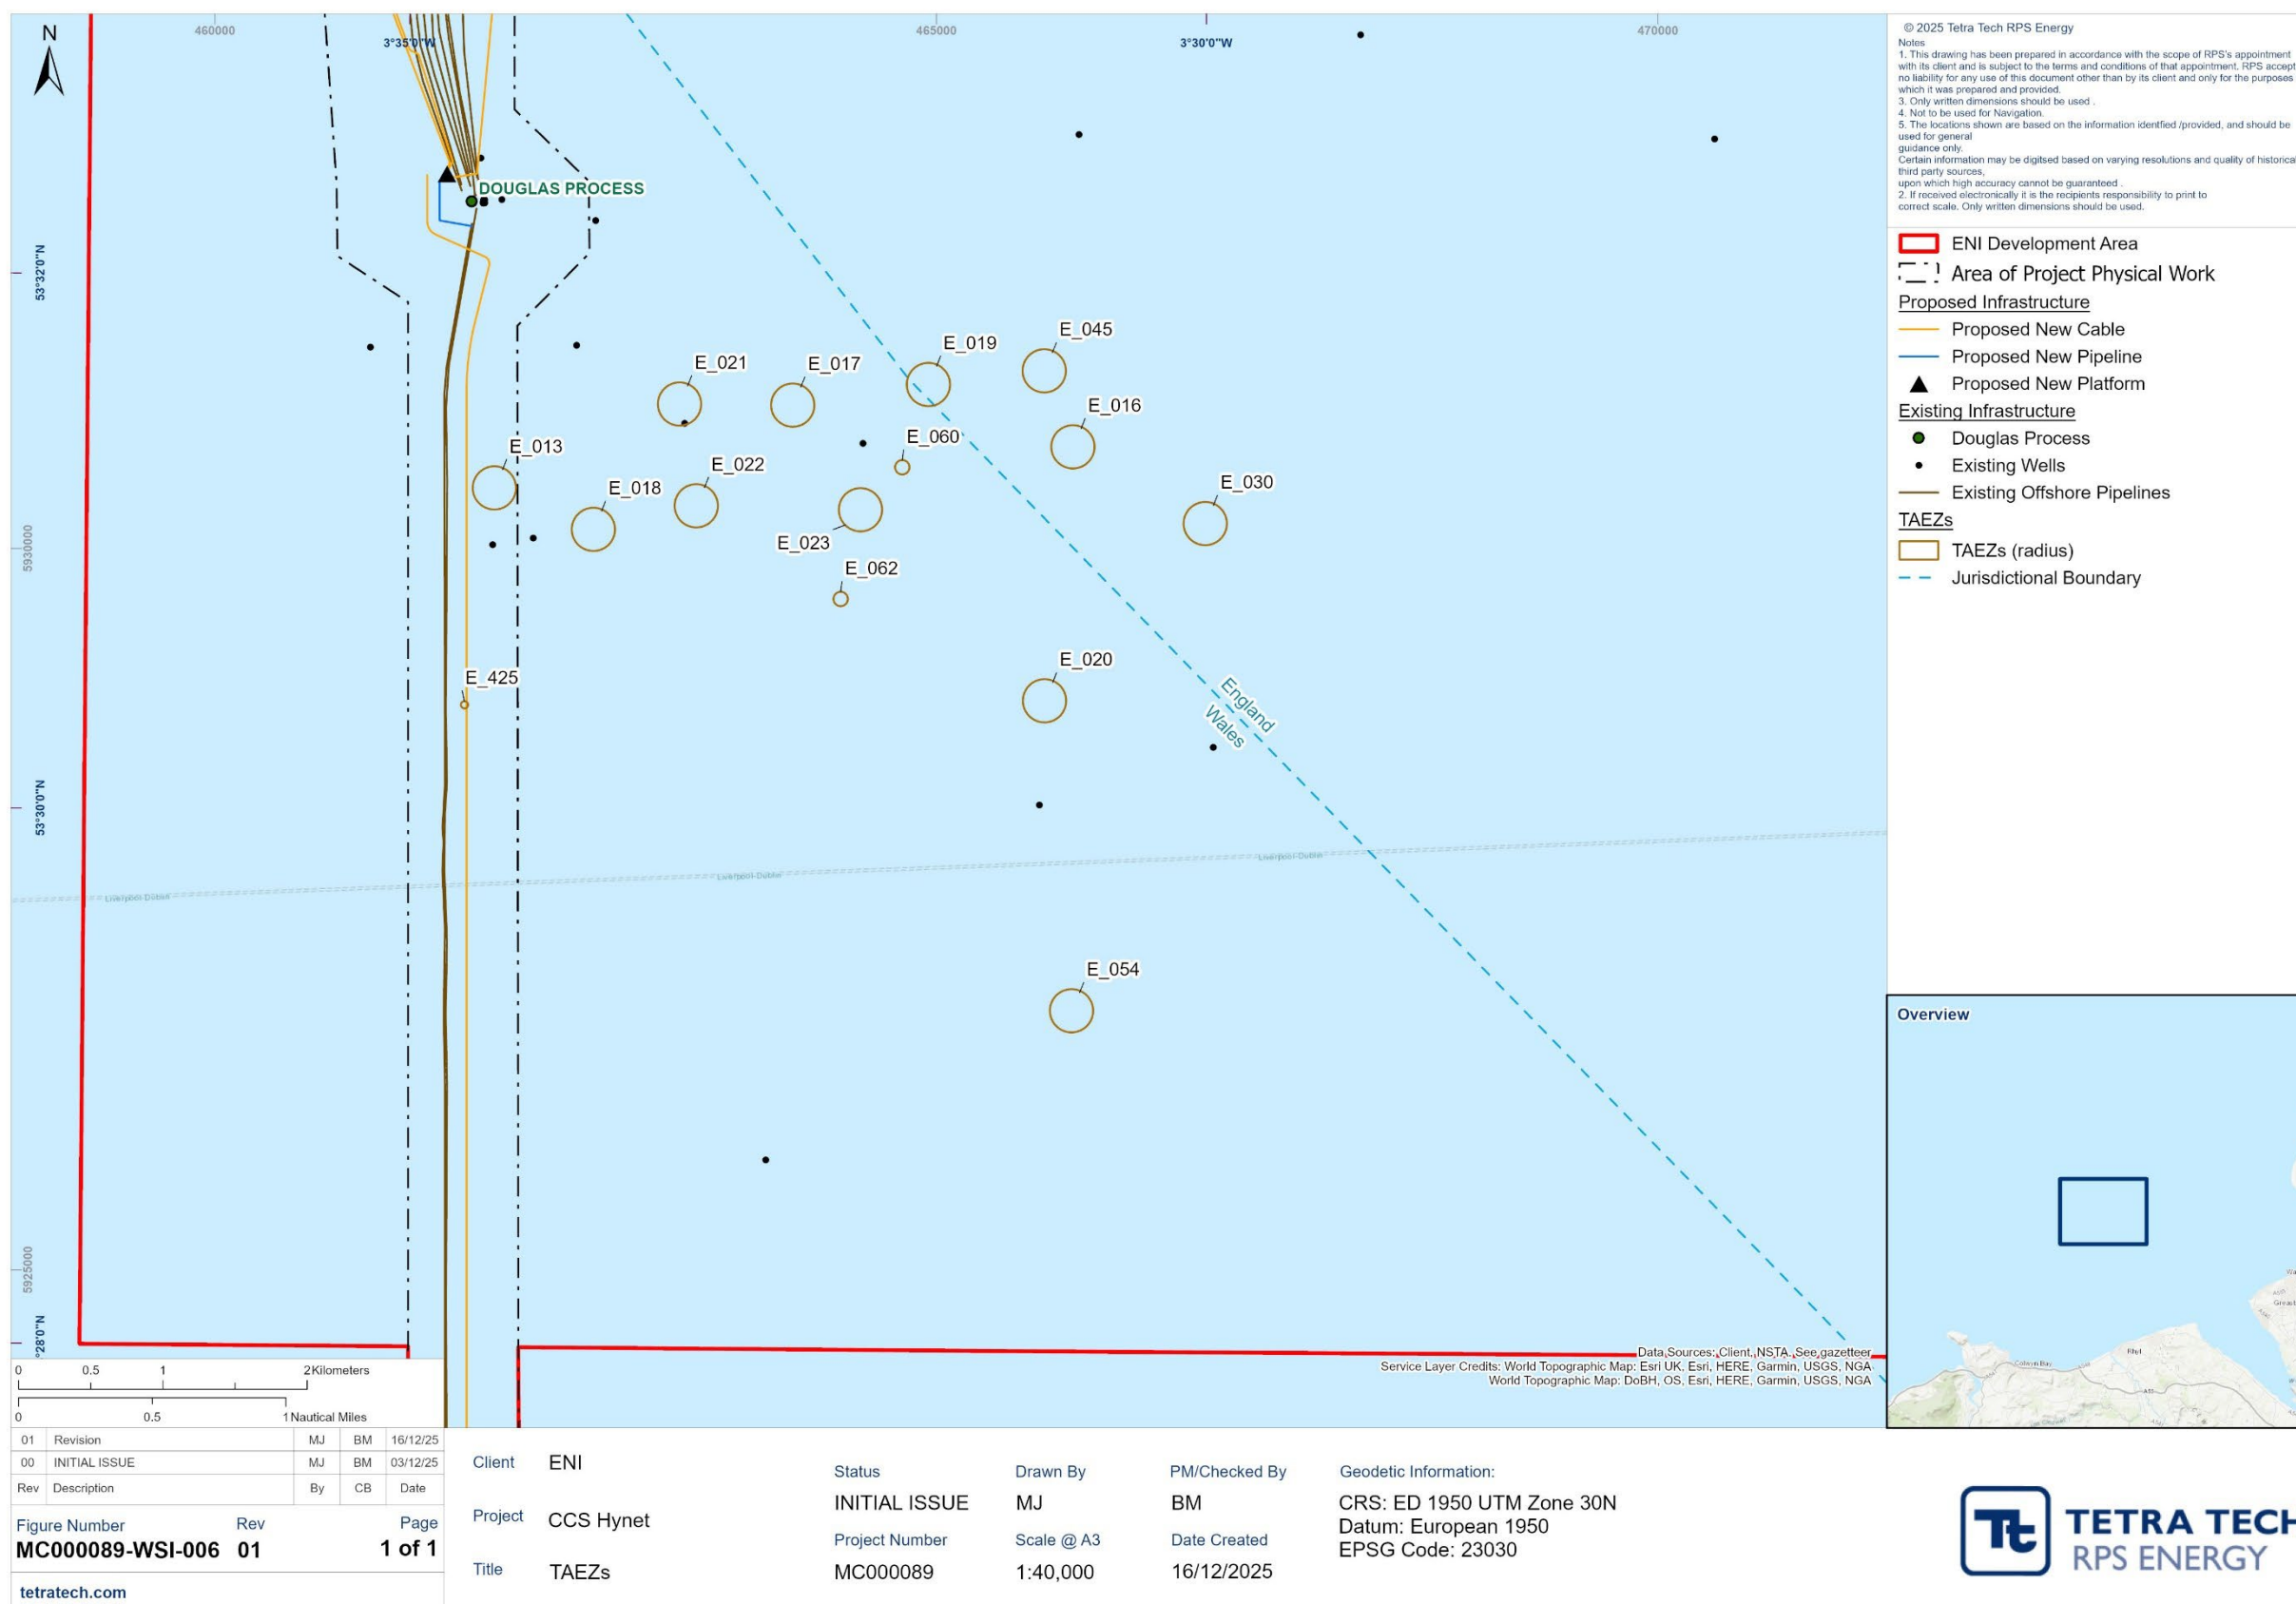 N
460000
3°35'0"W
465000
3°30'0"W
470000
53°32'0"N
5930000
53°30'0"N
5925000
°28'0"N
DOUGLAS PROCESS
E_045
E_019
E_021
E_017
E_016
E_060
E_013
E_022
E_030
E_018
E_023
E_062
E_020
E_425
England
Wales
Liverpool-Dublin
Liverpool-Dublin
Liverpool-Dublin
E_054
Data Sources: Client, NSTA. See gazetteer
Service Layer Credits: World Topographic Map: Esri UK, Esri, HERE, Garmin, USGS, NGA
World Topographic Map: DoBH, OS, Esri, HERE, Garmin, USGS, NGA
0 0.5 1 2Kilometers
0 0.5 1Nautical Miles
© 2025 Tetra Tech RPS Energy
Notes
1. This drawing has been prepared in accordance with the scope of RPS's appointment
with its client and is subject to the terms and conditions of that appointment. RPS accept
no liability for any use of this document other than by its client and only for the purposes
which it was prepared and provided.
3. Only written dimensions should be used .
4. Not to be used for Navigation.
5. The locations shown are based on the information identfied /provided, and should be
used for general
guidance only.
Certain information may be digitsed based on varying resolutions and quality of historical
third party sources,
upon which high accuracy cannot be guaranteed .
2. If received electronically it is the recipients responsibility to print to
correct scale. Only written dimensions should be used.
ENI Development Area
Area of Project Physical Work
Proposed Infrastructure
Proposed New Cable
Proposed New Pipeline
Proposed New Platform
Existing Infrastructure
Douglas Process
Existing Wells
Existing Offshore Pipelines
TAEZs
TAEZs (radius)
Jurisdictional Boundary
Overview
Colwyn Bay
Rhyl
01 Revision MJ BM 16/12/25
00 INITIAL ISSUE MJ BM 03/12/25
Rev Description By CB Date
Figure Number Rev Page
MC000089-WSI-006 01 1 of 1
tetratech.com
Client ENI
Project CCS Hynet
Title TAEZs
Status Drawn By PM/Checked By
INITIAL ISSUE MJ BM
Project Number Scale @ A3 Date Created
MC000089 1:40,000 16/12/2025
Geodetic Information:
CRS: ED 1950 UTM Zone 30N
Datum: European 1950
EPSG Code: 23030
Tt
TETRA TECH
RPS ENERGY